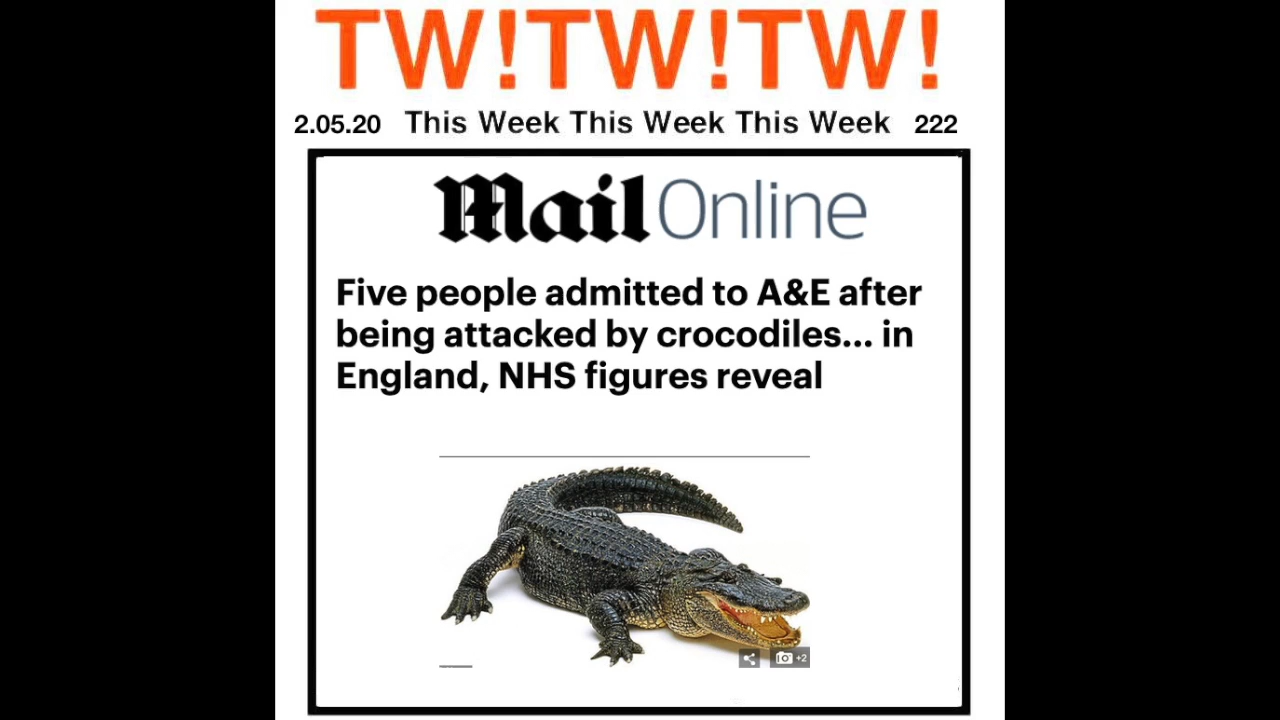 TW!TW!TW!
2.05.20 This Week This Week This Week 222
Mail Online
Five people admitted to A&E after
being attacked by crocodiles... in
England, NHS figures reveal
+2